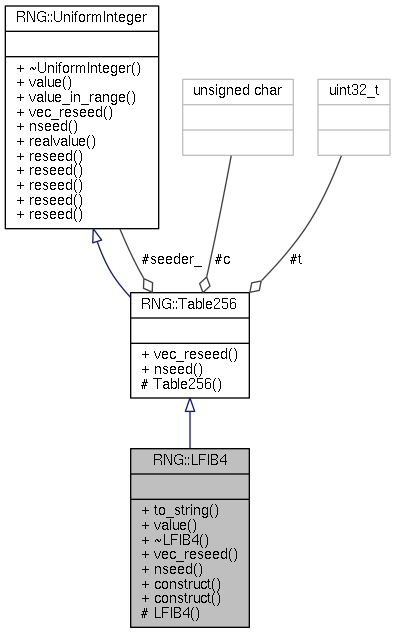 RNG::UniformInteger
+ ~UniformInteger()
+ value()
+ value_in_range()
+ vec_reseed()
+ nseed()
+ realvalue()
+ reseed()
+ reseed()
+ reseed()
+ reseed()
+ reseed()
unsigned char
uint32_t
#seeder_
#c
#t
RNG::Table256
+ vec_reseed()
+ nseed()
# Table256()
RNG::LFIB4
+ to_string()
+ value()
+ ~LFIB4()
+ vec_reseed()
+ nseed()
+ construct()
+ construct()
# LFIB4()